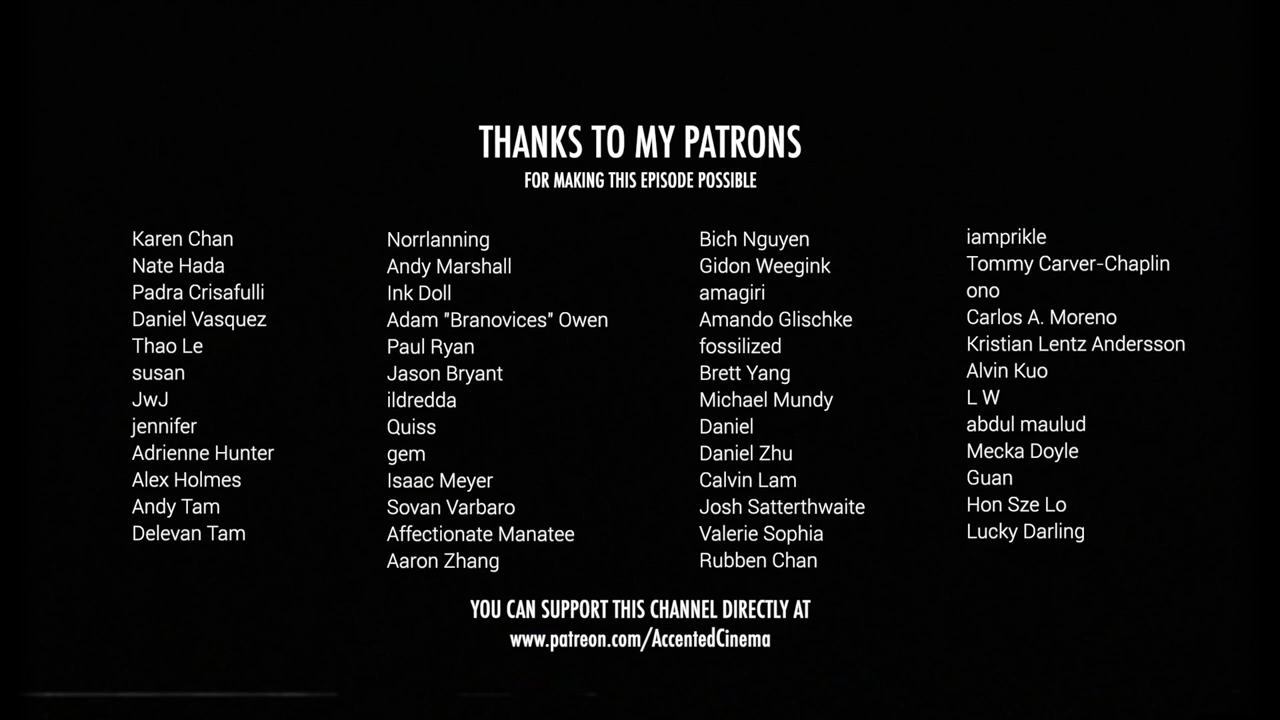 THANKS TO MY PATRONS
FOR MAKING THIS EPISODE POSSIBLE
Karen Chan
Nate Hada
Padra Crisafulli
Daniel Vasquez
Thao Le
susan
JwJ
jennifer
Adrienne Hunter
Alex Holmes
Andy Tam
Delevan Tam
Norrlanning
Andy Marshall
Ink Doll
Adam "Branovices" Owen
Paul Ryan
Jason Bryant
ildredda
Quiss
gem
Isaac Meyer
Sovan Varbaro
Affectionate Manatee
Aaron Zhang
Bich Nguyen
Gidon Weegink
amagiri
Amando Glischke
fossilized
Brett Yang
Michael Mundy
Daniel
Daniel Zhu
Calvin Lam
Josh Satterthwaite
Valerie Sophia
Rubben Chan
iamprikle
Tommy Carver-Chaplin
ono
Carlos A. Moreno
Kristian Lentz Andersson
Alvin Kuo
L W
abdul maulud
Mecka Doyle
Guan
Hon Sze Lo
Lucky Darling
YOU CAN SUPPORT THIS CHANNEL DIRECTLY AT
www.patreon.com/AccentedCinema